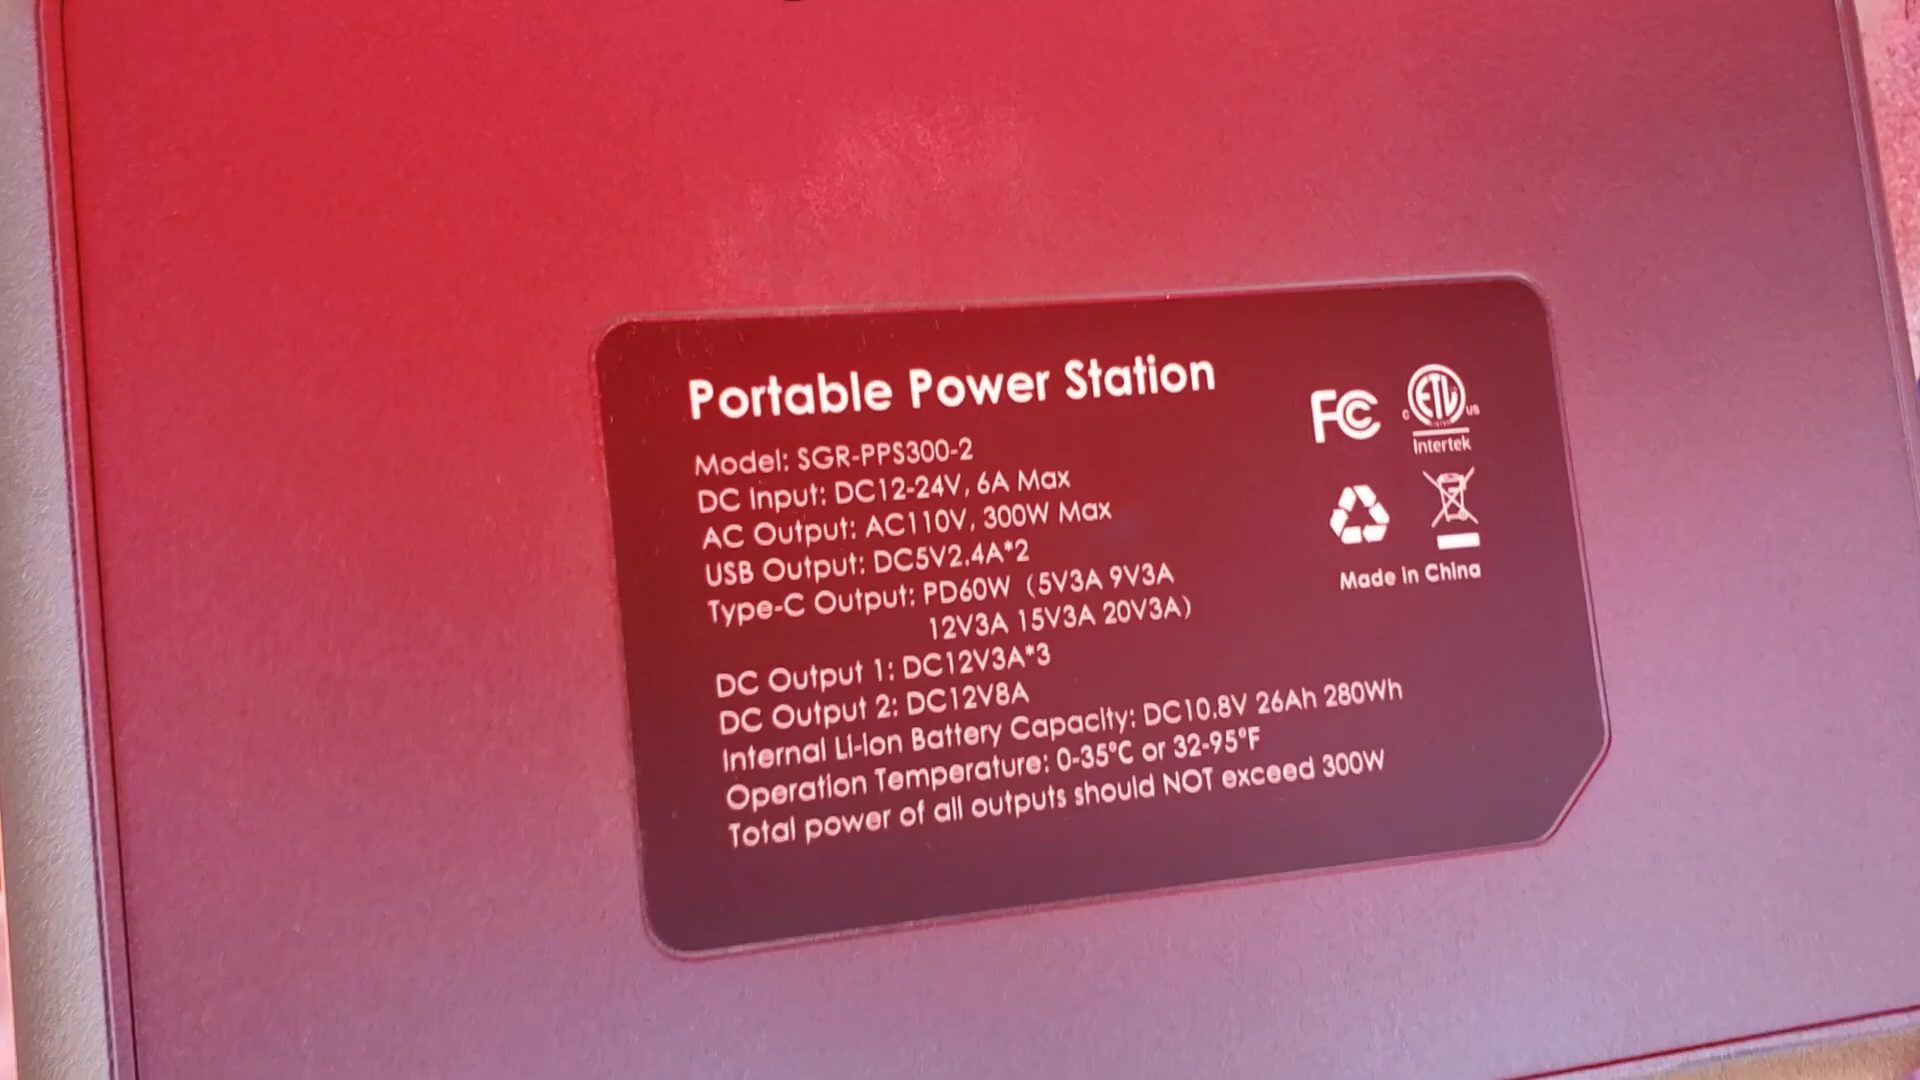 Portable Power Station
Model: SGR-PPS300-2
DC Input: DC12-24V, 6A Max
AC Output: AC110V, 300W Max
USB Output: DC5V2.4A*2
Type-C Output: PD60W (5V3A 9V3A
12V3A 15V3A 20V3A)
DC Output 1: DC12V3A*3
DC Output 2: DC12V8A
Internal Li-ion Battery Capacity: DC10.8V 26Ah 280Wh
Operation Temperature: 0-35°C or 32-95°F
Total power of all outputs should NOT exceed 300W
FC
C ETL US
LISTED
Intertek
Made in China